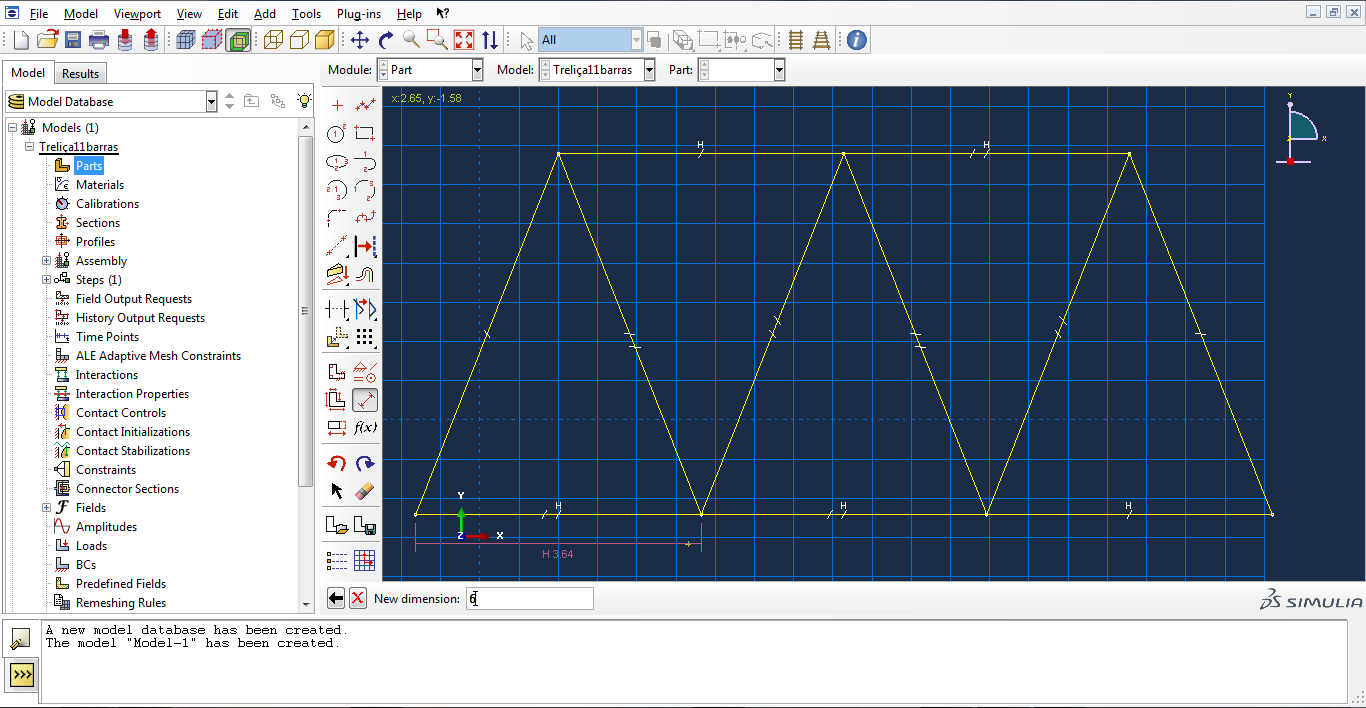 File Model Viewport View Edit Add Tools Plug-ins Help
All
Model Results
Module: Part Model: Treliça11barras Part:
Model Database
x:2.65, y:-1.58
Models (1)
Treliça11barras
Parts
Materials
Calibrations
Sections
Profiles
Assembly
Steps (1)
Field Output Requests
History Output Requests
Time Points
ALE Adaptive Mesh Constraints
Interactions
Interaction Properties
Contact Controls
Contact Initializations
Contact Stabilizations
Constraints
Connector Sections
Fields
Amplitudes
Loads
BCs
Predefined Fields
Remeshing Rules
f(x)
Y
X
H H
H H H
Y
Z X
H 3.64
New dimension: 6
SIMULIA
A new model database has been created.
The model "Model-1" has been created.
>>>